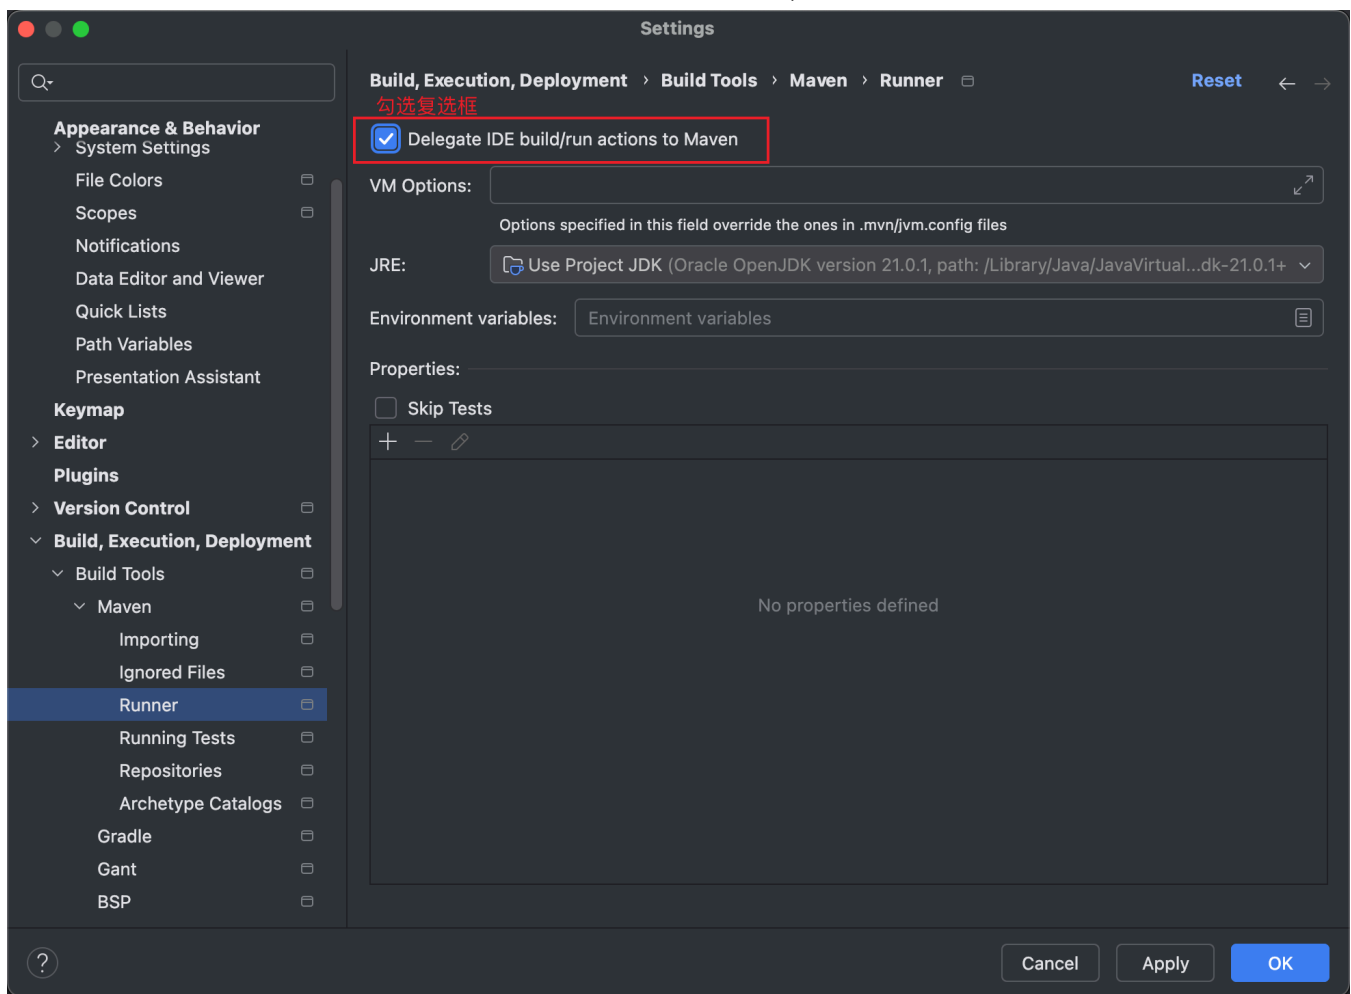 Settings
Appearance & Behavior
System Settings
File Colors
Scopes
Notifications
Data Editor and Viewer
Quick Lists
Path Variables
Presentation Assistant
Keymap
Editor
Plugins
Version Control
Build, Execution, Deployment
Build Tools
Maven
Importing
Ignored Files
Runner
Running Tests
Repositories
Archetype Catalogs
Gradle
Gant
BSP
Build, Execution, Deployment › Build Tools › Maven › Runner
Reset
勾选复选框
Delegate IDE build/run actions to Maven
VM Options:
Options specified in this field override the ones in .mvn/jvm.config files
JRE: Use Project JDK (Oracle OpenJDK version 21.0.1, path: /Library/Java/JavaVirtual...dk-21.0.1+
Environment variables: Environment variables
Properties:
Skip Tests
No properties defined
?
Cancel
Apply
OK